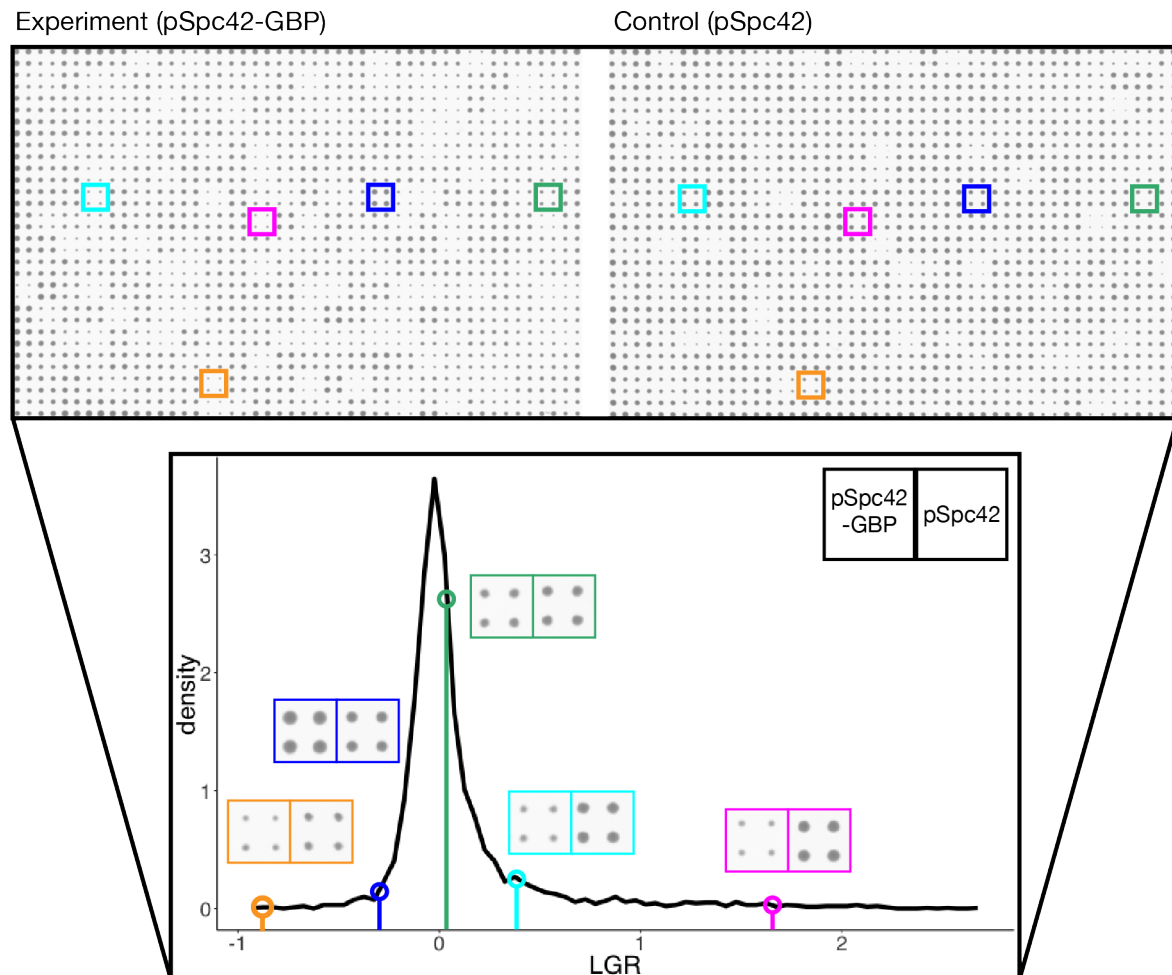 Experiment (pSpc42-GBP)
Control (pSpc42)
pSpc42
-GBP
pSpc42
density
3
2
1
0
-1
0
1
2
LGR